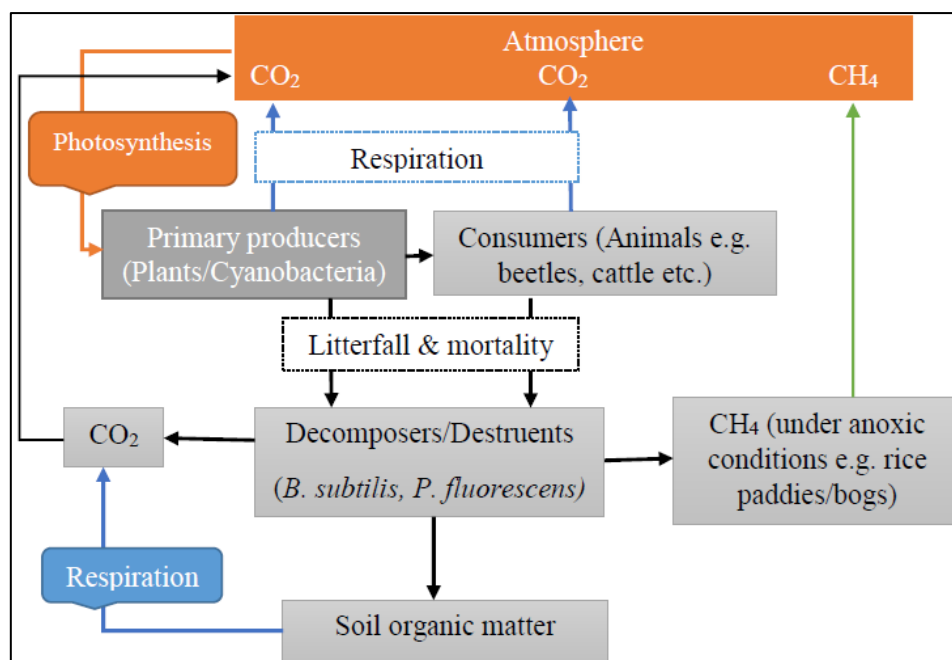 Atmosphere
CO₂ CO₂ CH₄
Photosynthesis
Respiration
Primary producers
(Plants/Cyanobacteria)
Consumers (Animals e.g.
beetles, cattle etc.)
Litterfall & mortality
CO₂
Decomposers/Destruents
(B. subtilis, P. fluorescens)
CH₄ (under anoxic
conditions e.g. rice
paddies/bogs)
Respiration
Soil organic matter